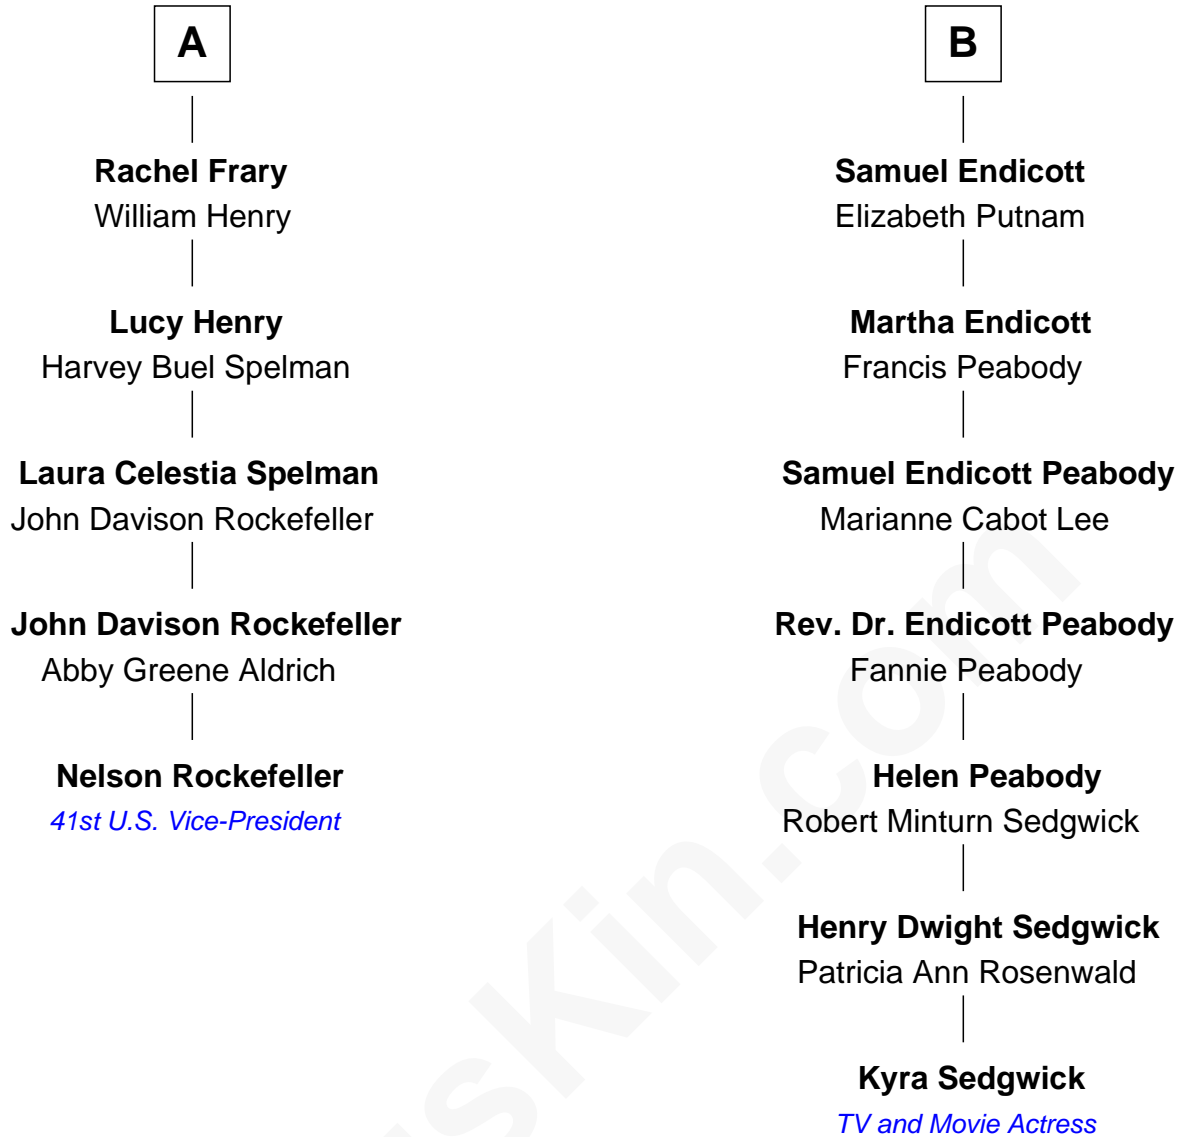 A
Rachel Frary
William Henry
Lucy Henry
Harvey Buel Spelman
Laura Celestia Spelman
John Davison Rockefeller
John Davison Rockefeller
Abby Greene Aldrich
Nelson Rockefeller
41st U.S. Vice-President
B
Samuel Endicott
Elizabeth Putnam
Martha Endicott
Francis Peabody
Samuel Endicott Peabody
Marianne Cabot Lee
Rev. Dr. Endicott Peabody
Fannie Peabody
Helen Peabody
Robert Minturn Sedgwick
Henry Dwight Sedgwick
Patricia Ann Rosenwald
Kyra Sedgwick
TV and Movie Actress